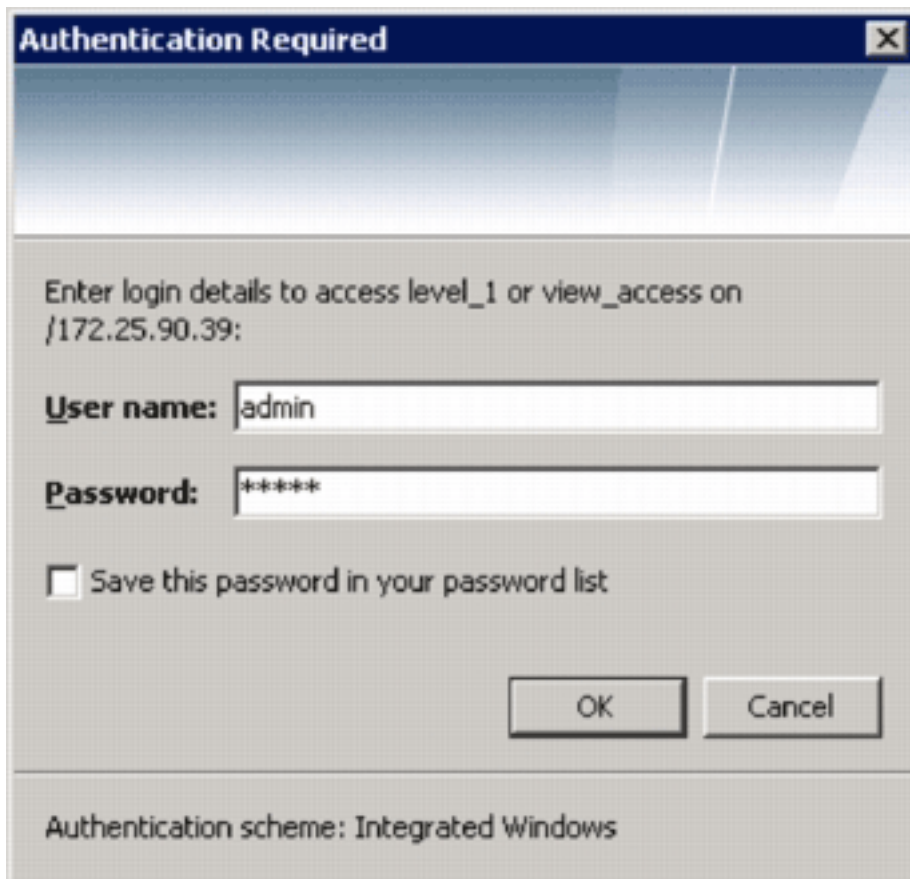 Authentication Required
Enter login details to access level_1 or view_access on
/172.25.90.39:
User name: admin
Password: *****
Save this password in your password list
OK Cancel
Authentication scheme: Integrated Windows